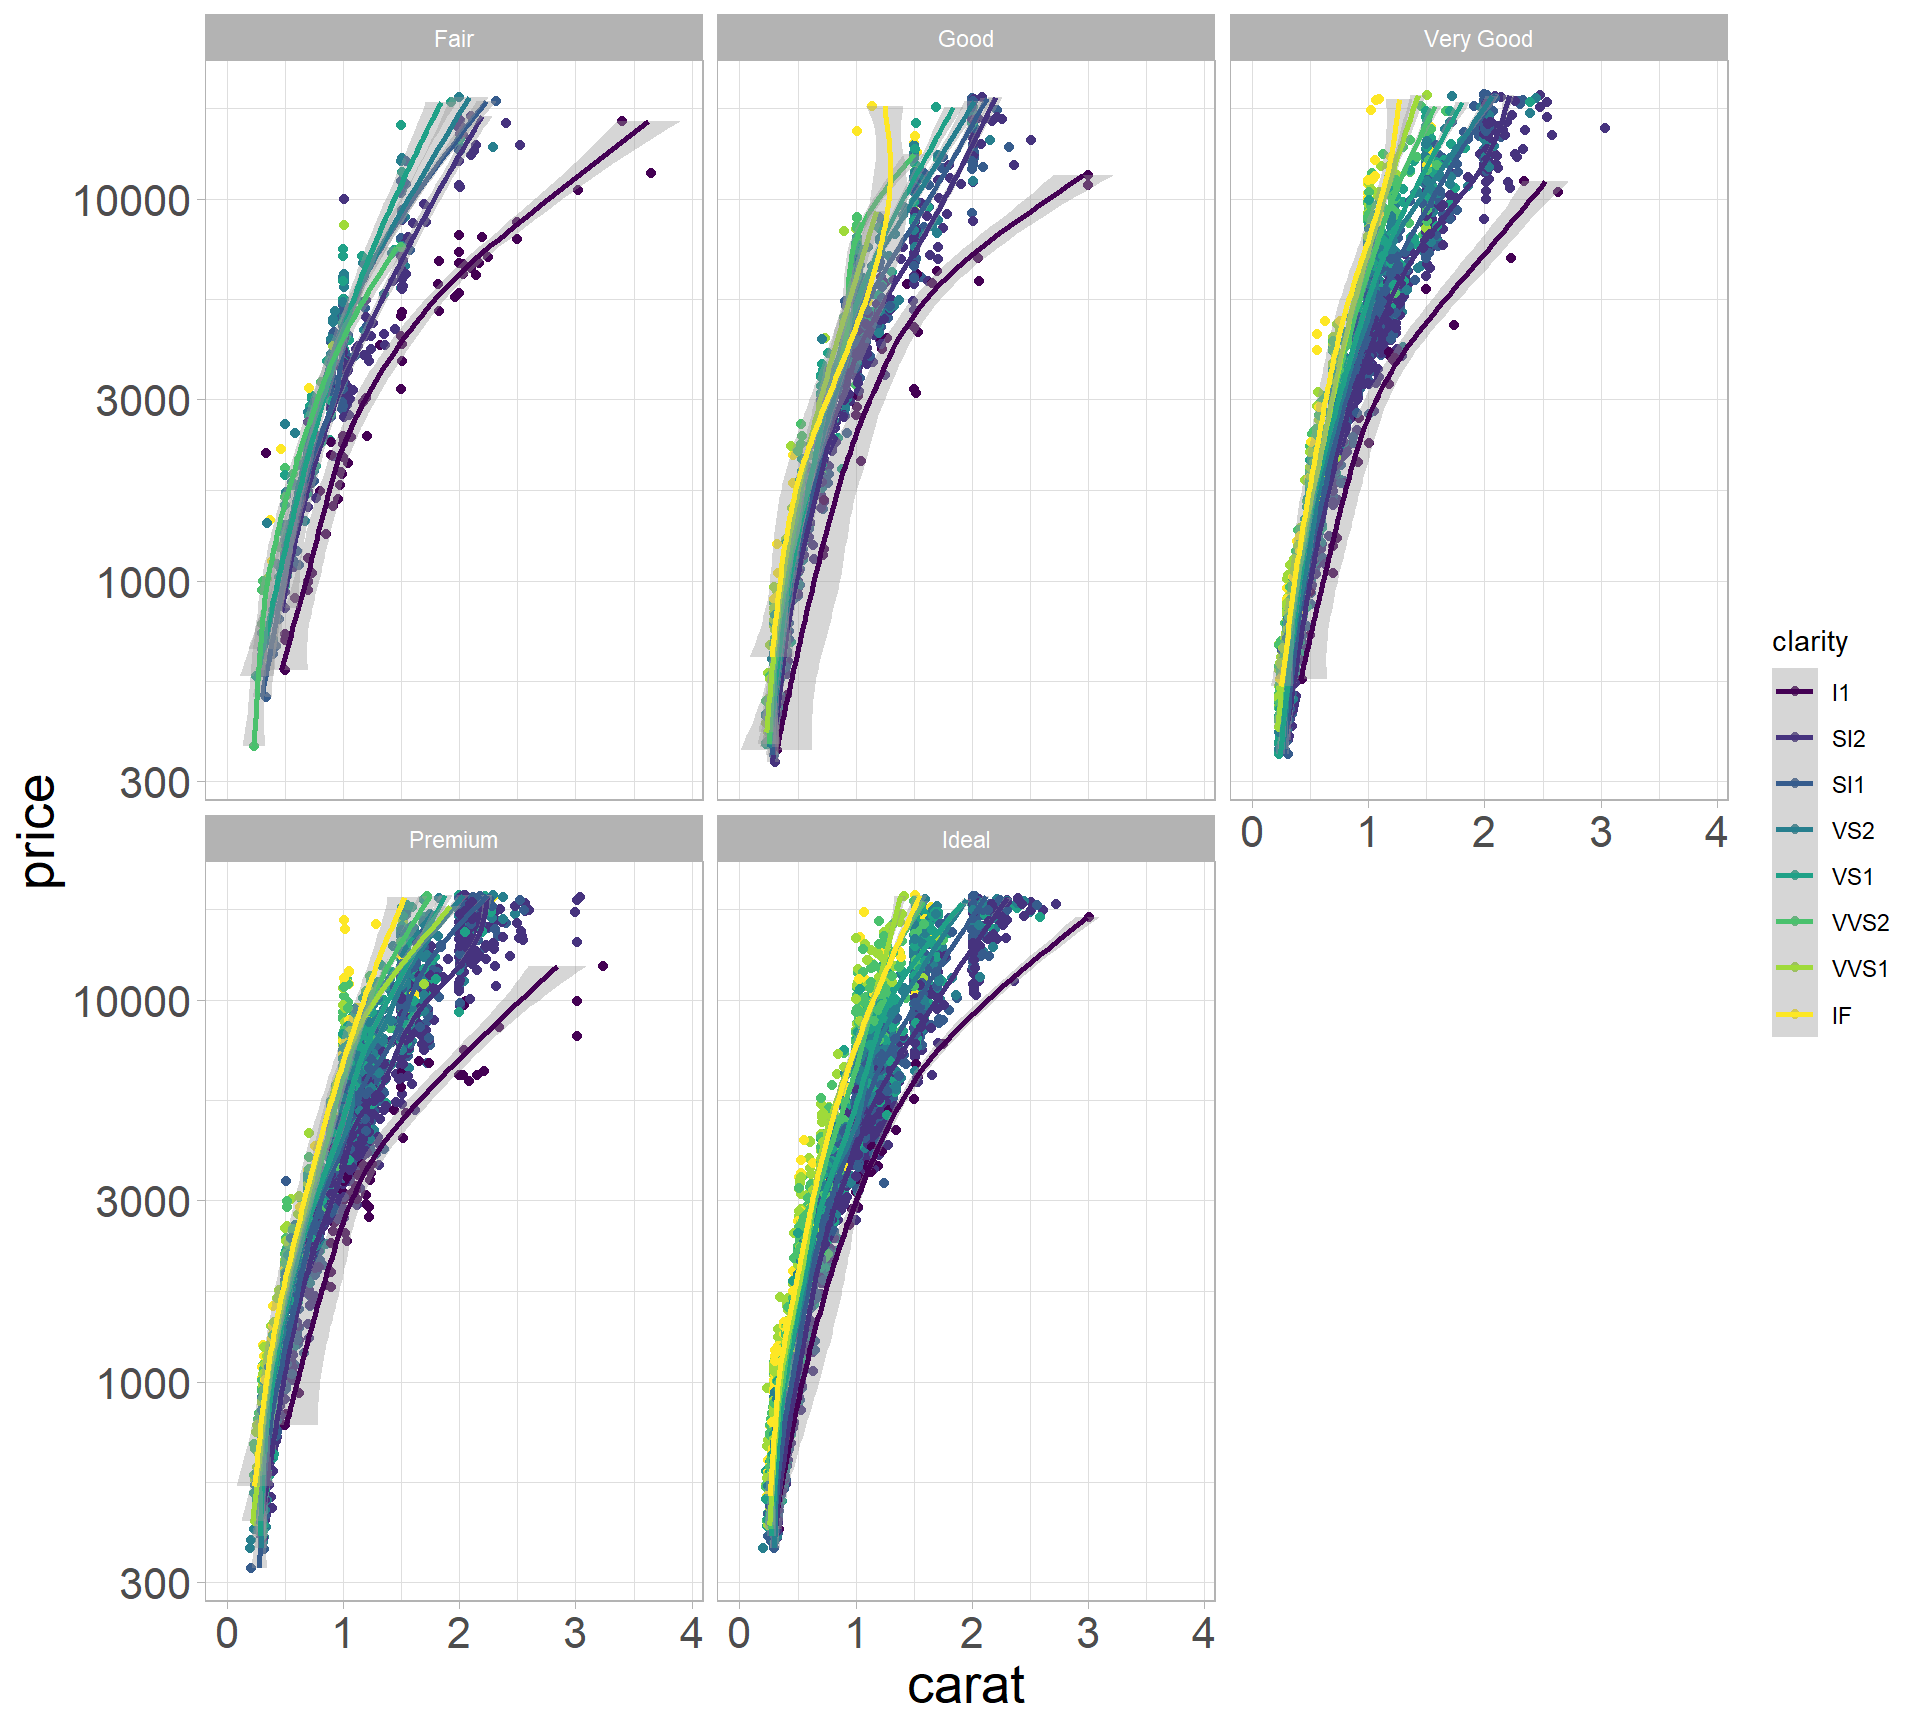 Fair
Good
Very Good
10000
3000
1000
300
0 1 2 3 4
Premium
Ideal
10000
3000
1000
300
0 1 2 3 4
0 1 2 3 4
price
carat
clarity
I1
SI2
SI1
VS2
VS1
VVS2
VVS1
IF